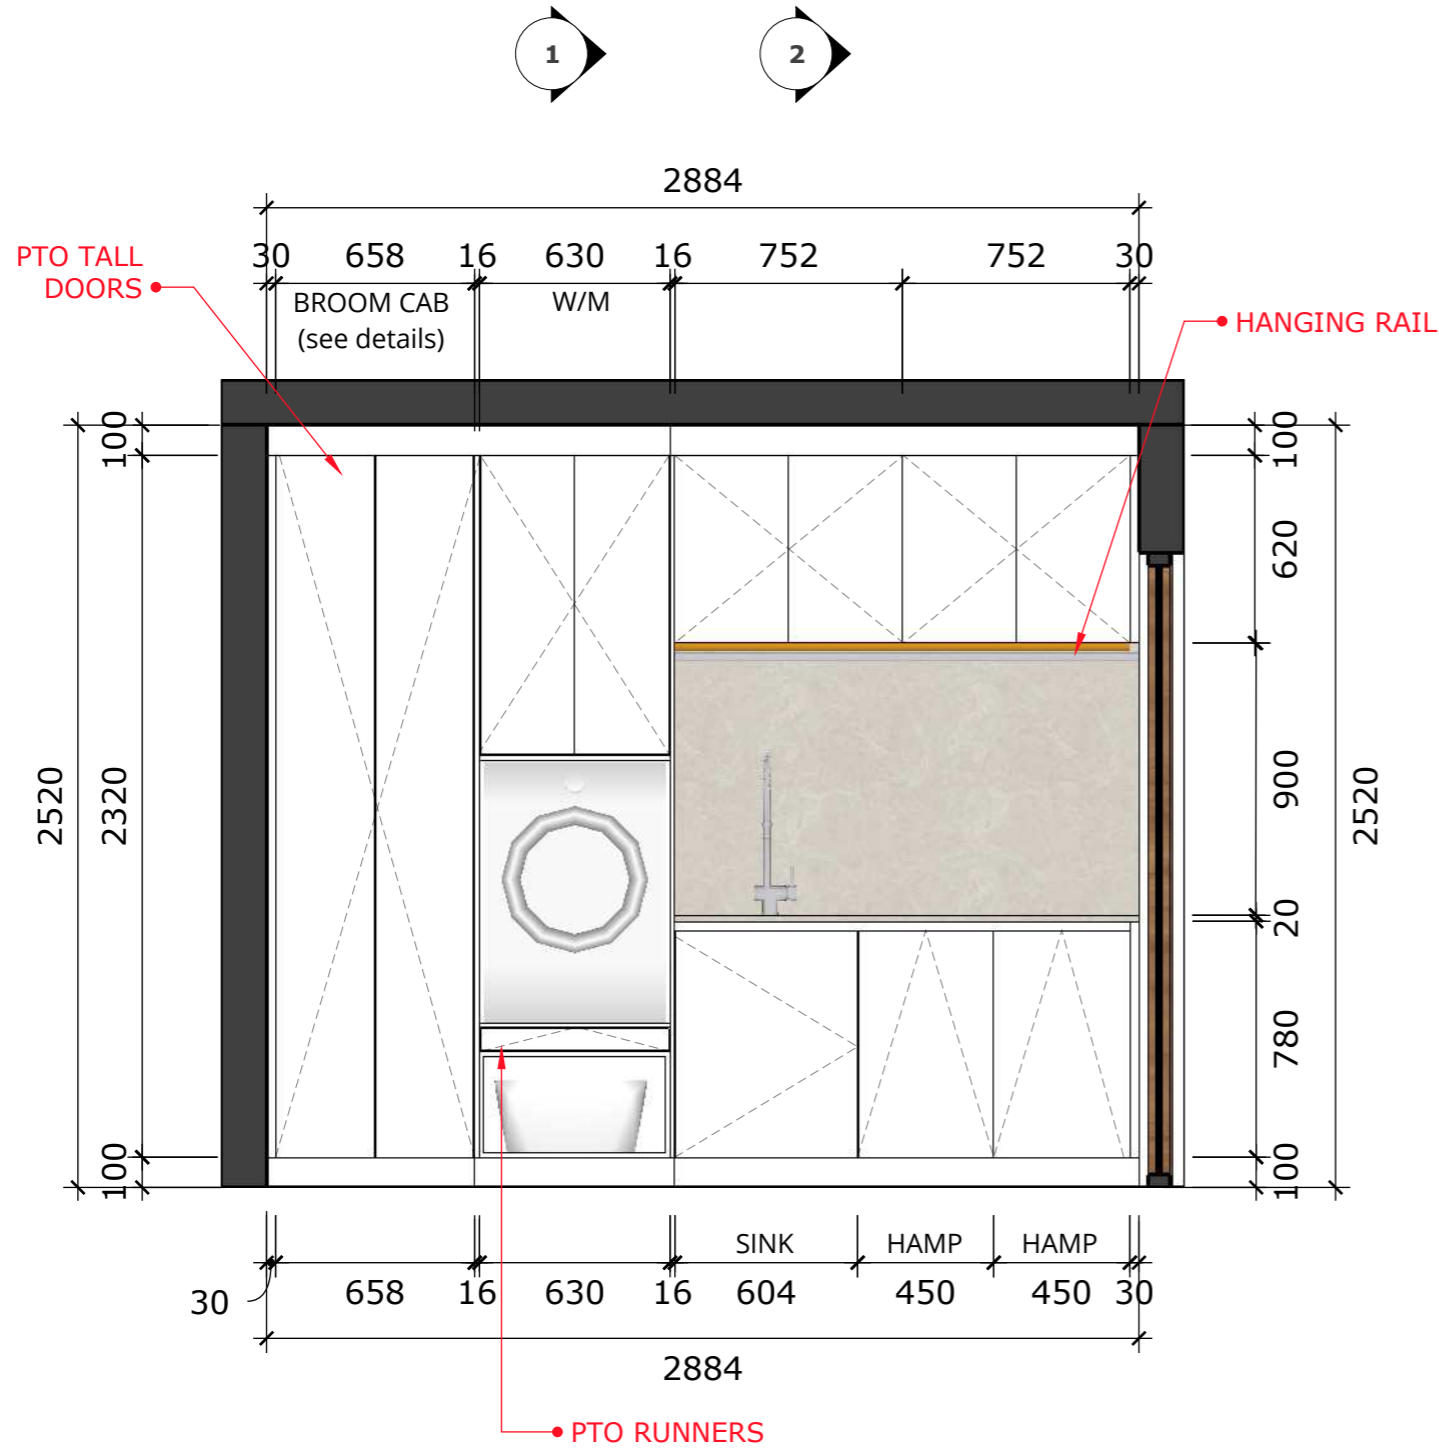 1
2
2884
30 658 16 630 16 752 752 30
PTO TALL
DOORS
BROOM CAB
(see details)
W/M
HANGING RAIL
100
100
620
2520
2320
900
2520
20
780
100
100
SINK HAMP HAMP
30 658 16 630 16 604 450 450 30
2884
PTO RUNNERS